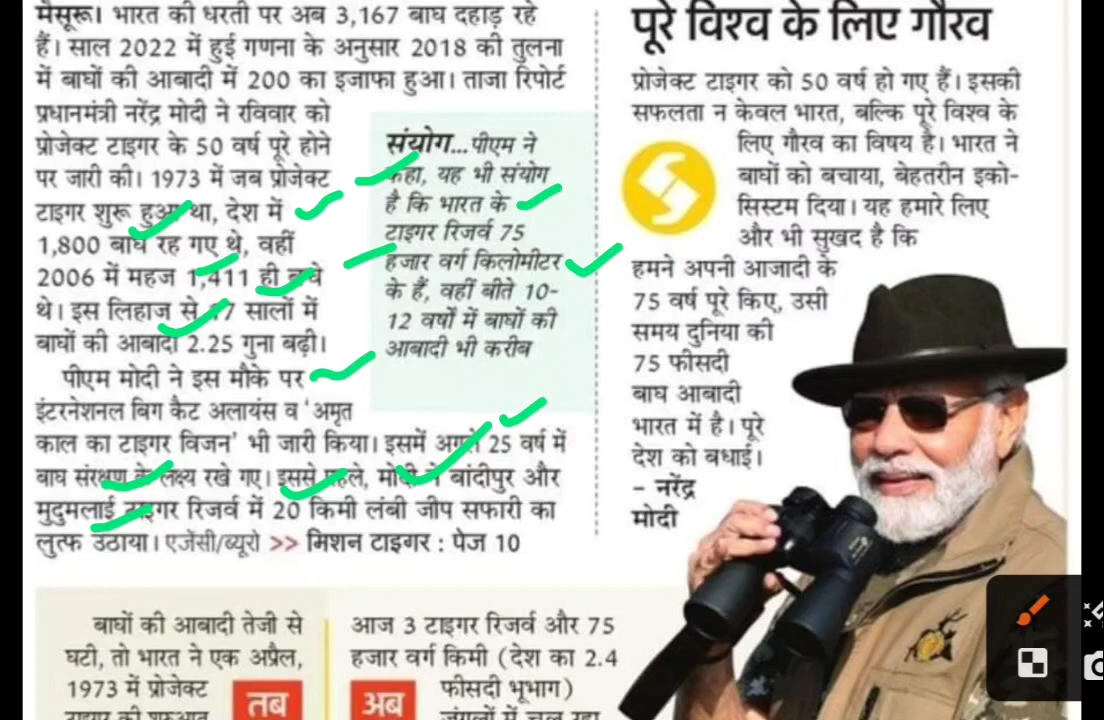 मैसूरू। भारत की धरती पर अब 3,167 बाघ दहाड़ रहे
हैं। साल 2022 में हुई गणना के अनुसार 2018 की तुलना
में बाघों की आबादी में 200 का इजाफा हुआ। ताजा रिपोर्ट
प्रधानमंत्री नरेंद्र मोदी ने रविवार को
प्रोजेक्ट टाइगर के 50 वर्ष पूरे होने
पर जारी की। 1973 में जब प्रोजेक्ट
टाइगर शुरू हुआ था, देश में
1,800 बाघ रह गए थे, वहीं
2006 में महज 1,411 ही बचे
थे। इस लिहाज से 17 सालों में
बाघों की आबादी 2.25 गुना बढ़ी।
पीएम मोदी ने इस मौके पर
इंटरनेशनल बिग कैट अलायंस व 'अमृत
काल का टाइगर विजन' भी जारी किया। इसमें अगले 25 वर्ष में
बाघ संरक्षण के लक्ष्य रखे गए। इससे पहले, मोदी ने बांदीपुर और
मुदुमलाई टाइगर रिजर्व में 20 किमी लंबी जीप सफारी का
लुत्फ उठाया। एजेंसी/ब्यूरो >> मिशन टाइगर : पेज 10
संयोग... पीएम ने
कहा, यह भी संयोग
है कि भारत के
टाइगर रिजर्व 75
हजार वर्ग किलोमीटर
के हैं, वहीं बीते 10-
12 वर्षों में बाघों की
आबादी भी करीब
पूरे विश्व के लिए गौरव
प्रोजेक्ट टाइगर को 50 वर्ष हो गए हैं। इसकी
सफलता न केवल भारत, बल्कि पूरे विश्व के
लिए गौरव का विषय है। भारत ने
बाघों को बचाया, बेहतरीन इको-
सिस्टम दिया। यह हमारे लिए
और भी सुखद है कि
हमने अपनी आजादी के
75 वर्ष पूरे किए, उसी
समय दुनिया की
75 फीसदी
बाघ आबादी
भारत में है। पूरे
देश को बधाई।
– नरेंद्र
मोदी
बाघों की आबादी तेजी से
घटी, तो भारत ने एक अप्रैल,
1973 में प्रोजेक्ट
टाइगर की शुरुआत
तब
आज 3 टाइगर रिजर्व और 75
हजार वर्ग किमी (देश का 2.4
फीसदी भूभाग)
जंगलों में चल रहा
अब